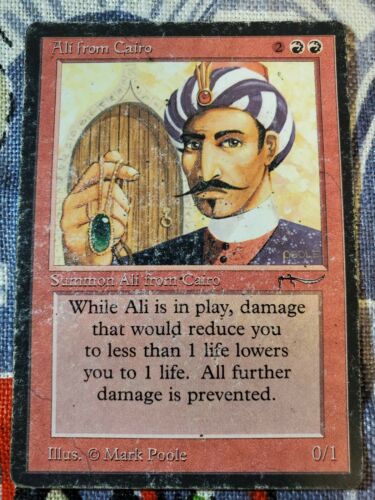 Ali from Cairo 2
POOLE
Summon Ali from Cairo
While Ali is in play, damage
that would reduce you
to less than 1 life lowers
you to 1 life. All further
damage is prevented.
Illus. © Mark Poole 0/1